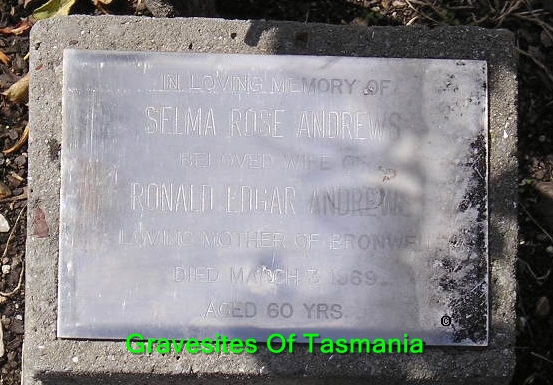 IN LOVING MEMORY OF
SELMA ROSE ANDREWS
BELOVED WIFE OF
RONALD EDGAR ANDREWS
LOVING MOTHER OF
DIED MARCH 3 1969
AGED 60 YRS.
©
Gravesites Of Tasmania